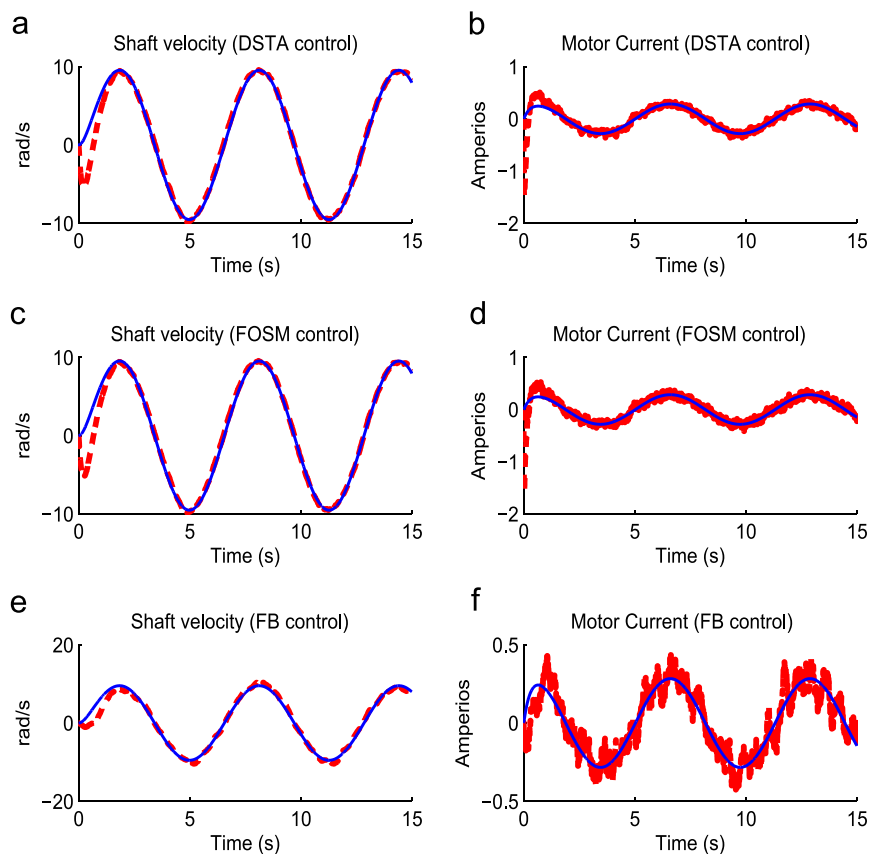 a
Shaft velocity (DSTA control)
10
0
−10
rad/s
0 5 10 15
Time (s)
b
Motor Current (DSTA control)
1
0
−1
−2
Amperios
0 5 10 15
Time (s)
c
Shaft velocity (FOSM control)
10
0
−10
rad/s
0 5 10 15
Time (s)
d
Motor Current (FOSM control)
1
0
−1
−2
Amperios
0 5 10 15
Time (s)
e
Shaft velocity (FB control)
20
10
0
−10
−20
rad/s
0 5 10 15
Time (s)
f
Motor Current (FB control)
0.5
0
−0.5
Amperios
0 5 10 15
Time (s)